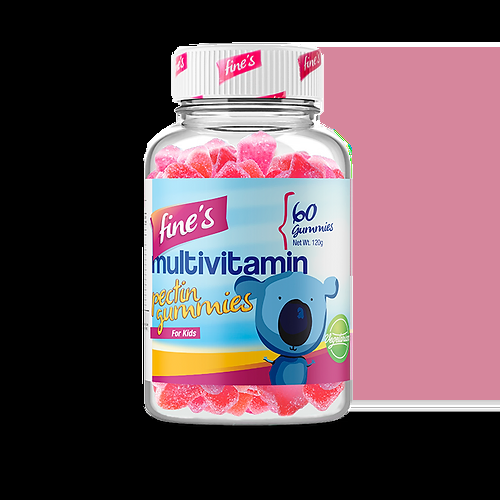 fine's
fine's
60
Gummies
Net Wt. 120g
multivitamin
pectin
gummies
For Kids